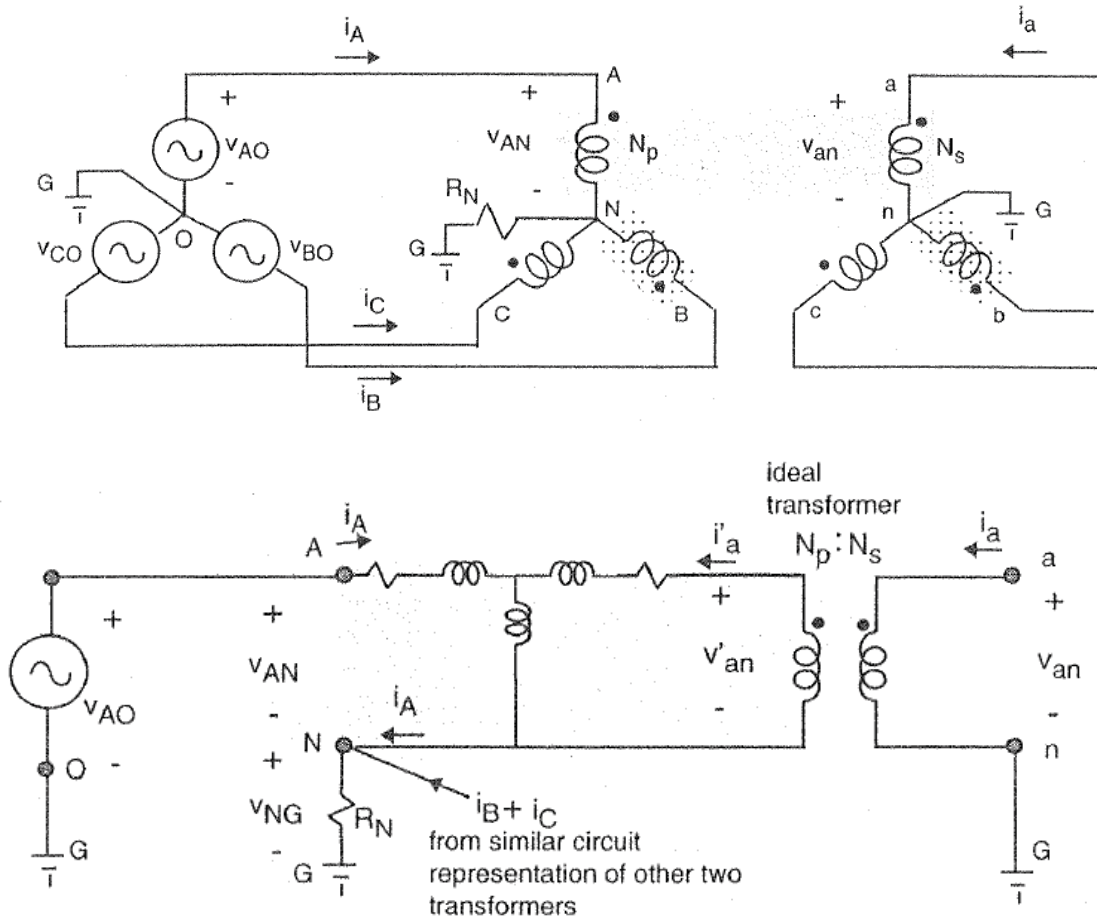 i_A
i_a
A
a
+
+
+
v_AO
v_AN
N_p
v_an
N_s
-
-
-
G
R_N
N
n
G
O
G
v_CO
v_BO
i_C
C
B
c
b
i_B
ideal
transformer
N_p : N_s
i_A
A
i'_a
i_a
a
+
+
+
+
v_AN
v'_an
v_an
v_AO
-
i_A
-
-
N
n
O
-
+
v_NG
R_N
i_B + i_C
-
G
G
G
from similar circuit
representation of other two
transformers